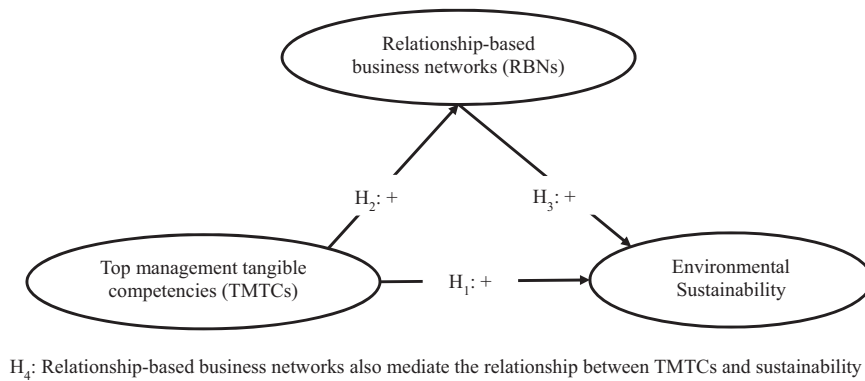 Relationship-based
business networks (RBNs)
H2: +
H3: +
Top management tangible
competencies (TMTCs)
H1: +
Environmental
Sustainability
H4: Relationship-based business networks also mediate the relationship between TMTCs and sustainability